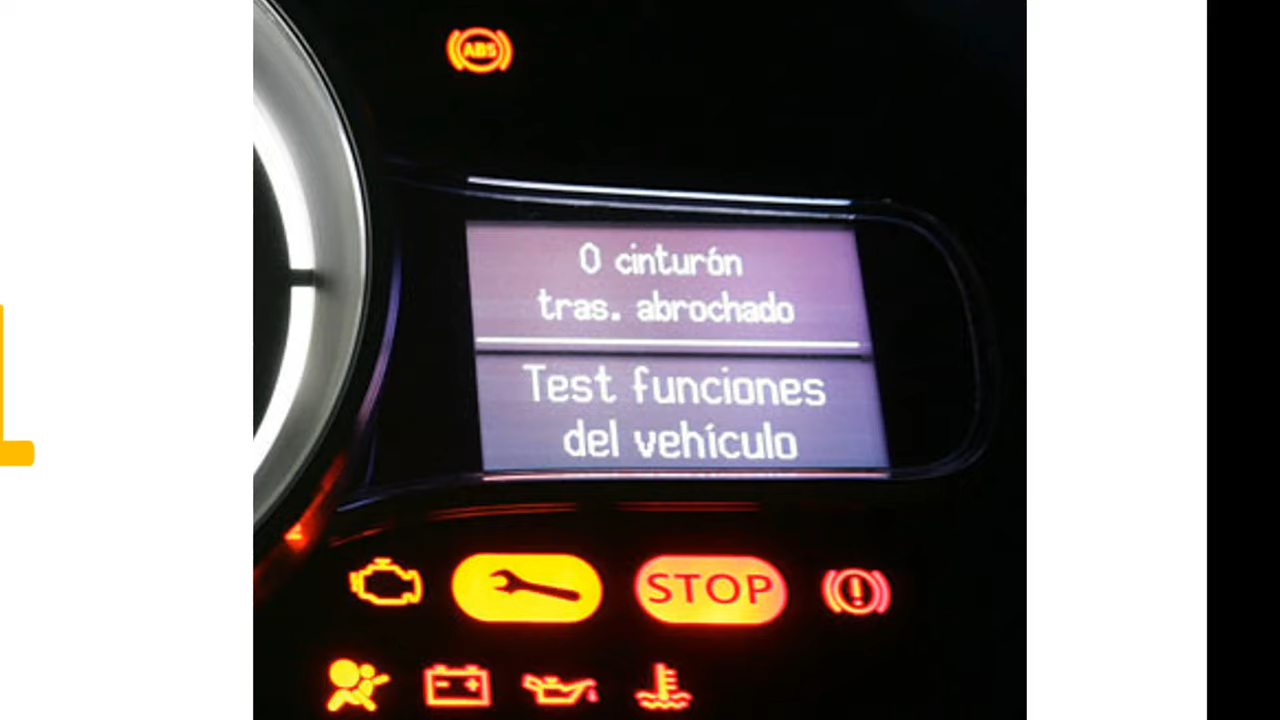 ABS
0 cinturón
tras. abrochado
Test funciones
del vehículo
STOP